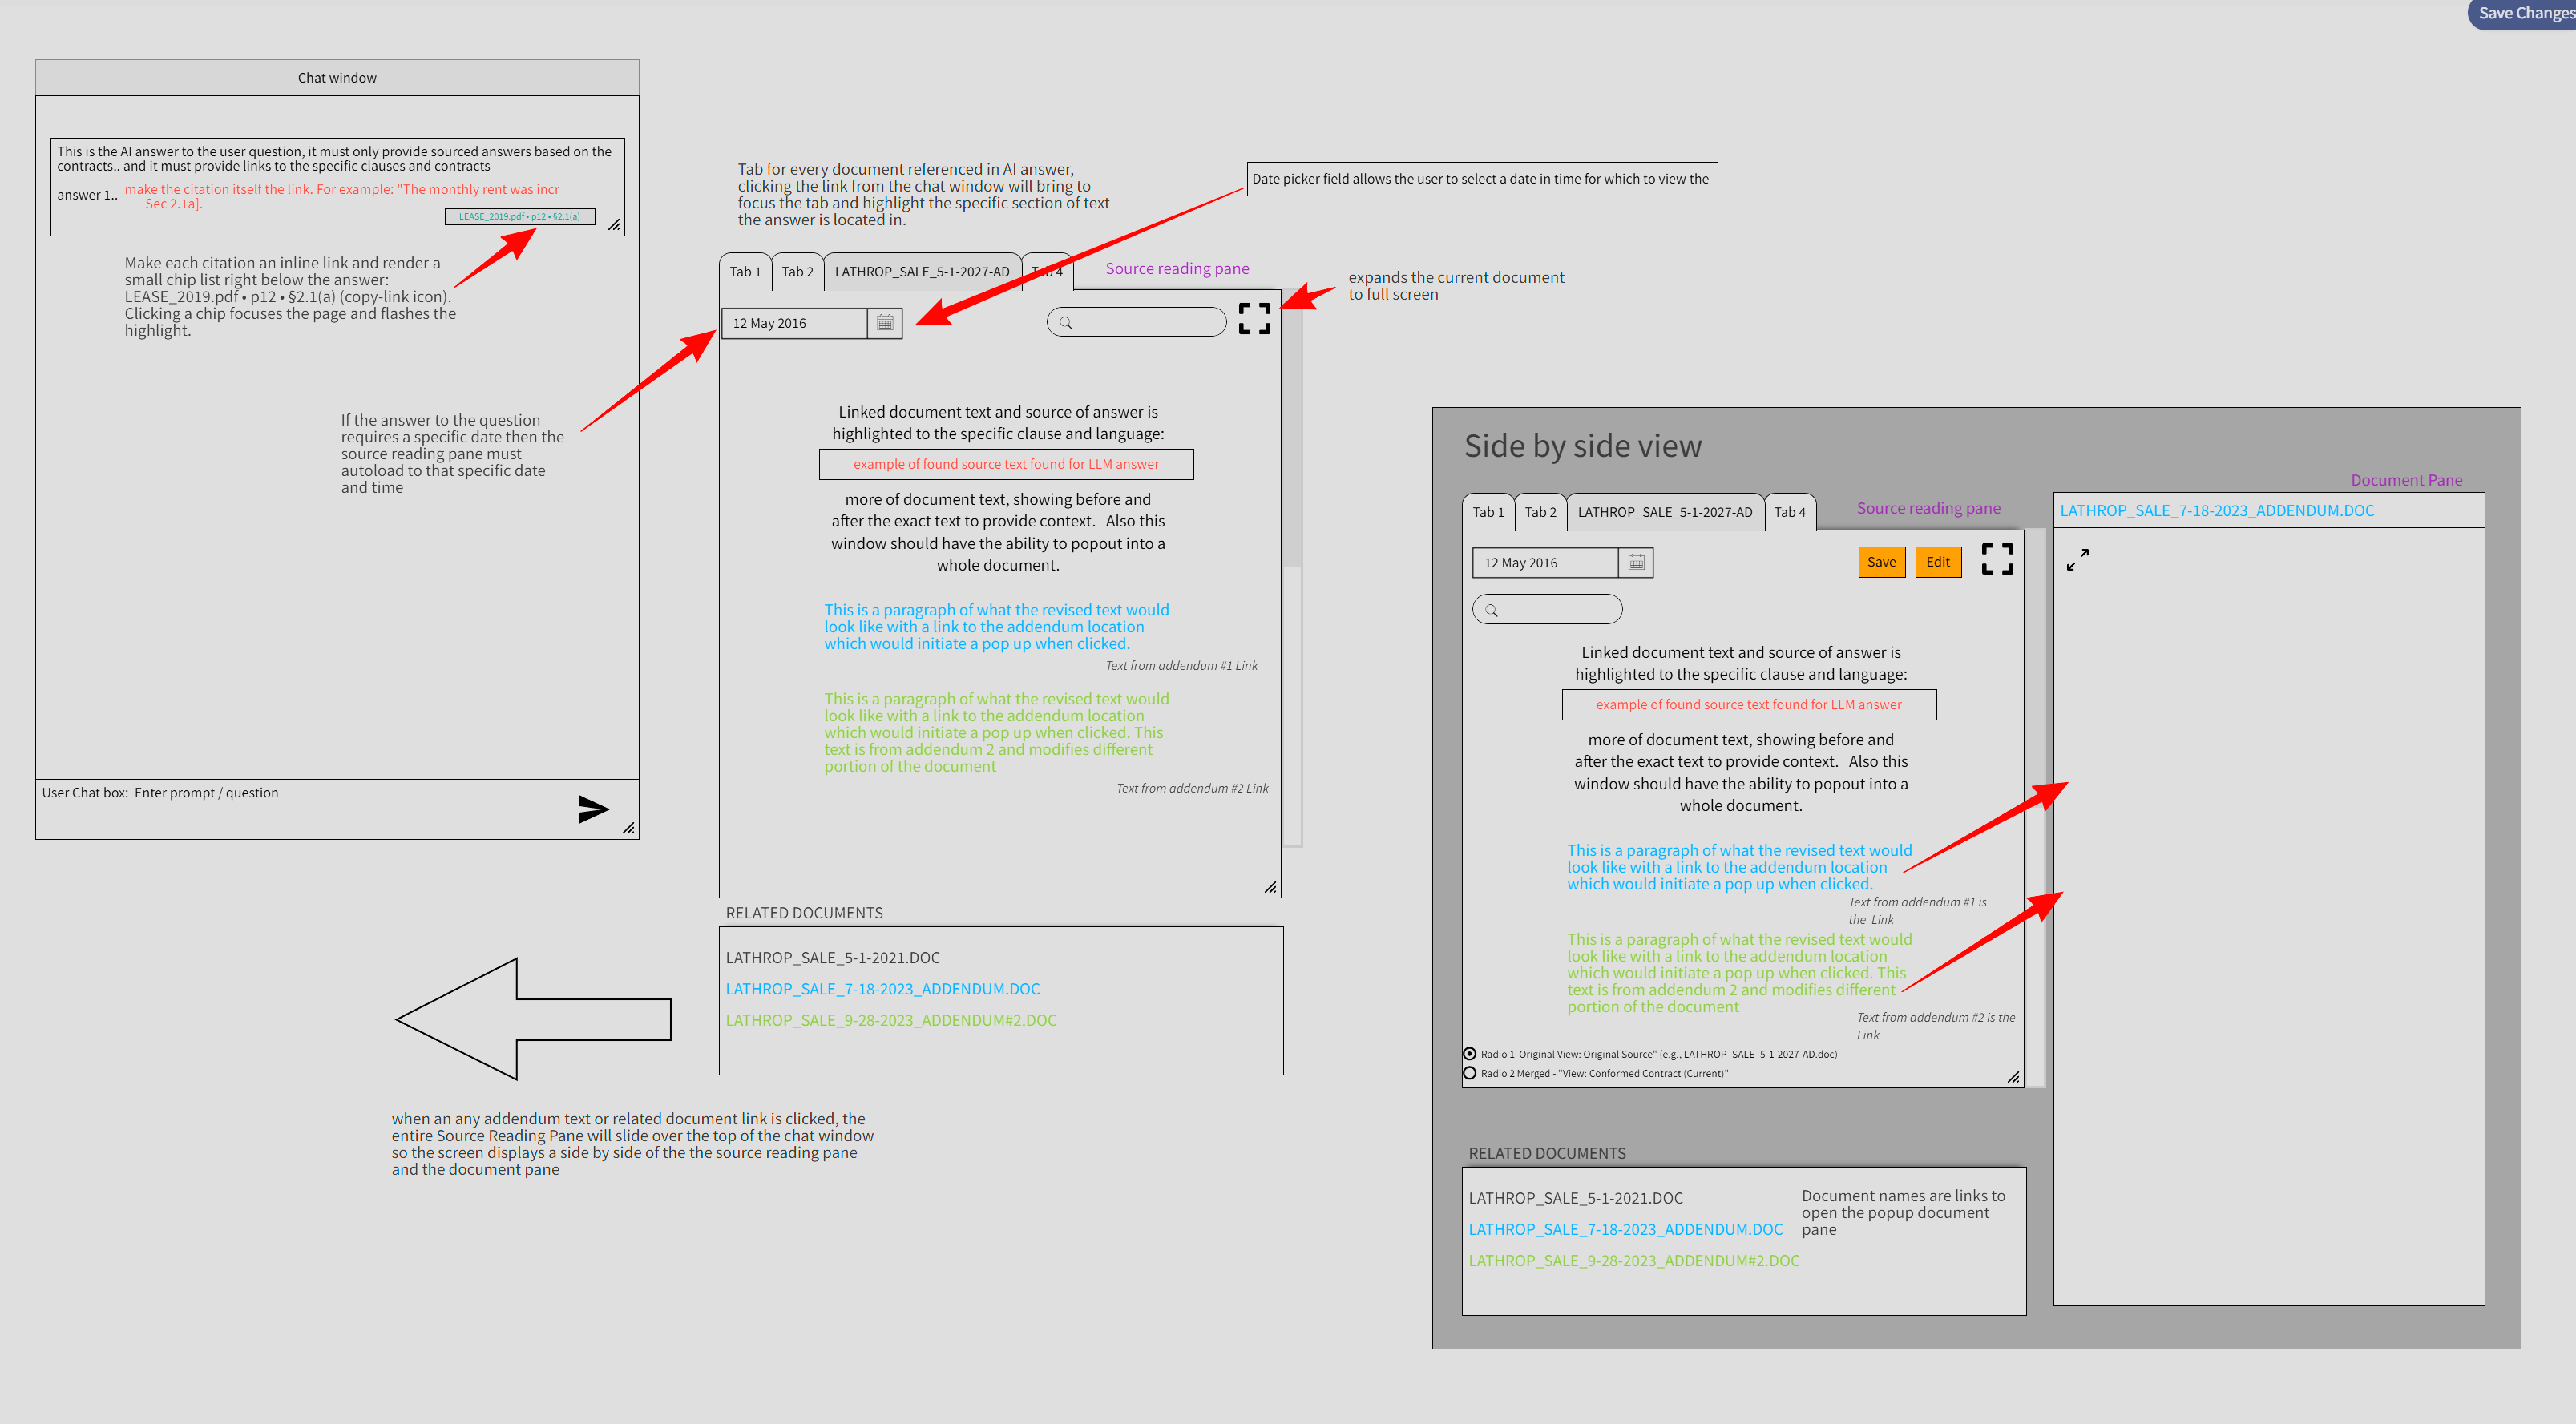 Save Changes
Chat window
This is the AI answer to the user question, it must only provide sourced answers based on the
contracts.. and it must provide links to the specific clauses and contracts
answer 1..
make the citation itself the link. For example: "The monthly rent was incr
Sec 2.1a].
LEASE_2019.pdf • p12 • §2.1(a)
Make each citation an inline link and render a
small chip list right below the answer:
LEASE_2019.pdf • p12 • §2.1(a) (copy-link icon).
Clicking a chip focuses the page and flashes the
highlight.
If the answer to the question
requires a specific date then the
source reading pane must
autoload to that specific date
and time
User Chat box:  Enter prompt / question
Tab for every document referenced in AI answer,
clicking the link from the chat window will bring to
focus the tab and highlight the specific section of text
the answer is located in.
Date picker field allows the user to select a date in time for which to view the
Tab 1
Tab 2
LATHROP_SALE_5-1-2027-AD
Tab 4
Source reading pane
expands the current document
to full screen
12 May 2016
Linked document text and source of answer is
highlighted to the specific clause and language:
example of found source text found for LLM answer
more of document text, showing before and
after the exact text to provide context.  Also this
window should have the ability to popout into a
whole document.
This is a paragraph of what the revised text would
look like with a link to the addendum location
which would initiate a pop up when clicked.
Text from addendum #1 Link
This is a paragraph of what the revised text would
look like with a link to the addendum location
which would initiate a pop up when clicked. This
text is from addendum 2 and modifies different
portion of the document
Text from addendum #2 Link
RELATED DOCUMENTS
LATHROP_SALE_5-1-2021.DOC
LATHROP_SALE_7-18-2023_ADDENDUM.DOC
LATHROP_SALE_9-28-2023_ADDENDUM#2.DOC
when an any addendum text or related document link is clicked, the
entire Source Reading Pane will slide over the top of the chat window
so the screen displays a side by side of the the source reading pane
and the document pane
Side by side view
Tab 1
Tab 2
LATHROP_SALE_5-1-2027-AD
Tab 4
Source reading pane
12 May 2016
Save
Edit
Linked document text and source of answer is
highlighted to the specific clause and language:
example of found source text found for LLM answer
more of document text, showing before and
after the exact text to provide context.  Also this
window should have the ability to popout into a
whole document.
This is a paragraph of what the revised text would
look like with a link to the addendum location
which would initiate a pop up when clicked.
Text from addendum #1 is
the  Link
This is a paragraph of what the revised text would
look like with a link to the addendum location
which would initiate a pop up when clicked. This
text is from addendum 2 and modifies different
portion of the document
Text from addendum #2 is the
Link
Radio 1  Original View: Original Source" (e.g., LATHROP_SALE_5-1-2027-AD.doc)
Radio 2 Merged - "View: Conformed Contract (Current)"
RELATED DOCUMENTS
LATHROP_SALE_5-1-2021.DOC
LATHROP_SALE_7-18-2023_ADDENDUM.DOC
LATHROP_SALE_9-28-2023_ADDENDUM#2.DOC
Document names are links to
open the popup document
pane
Document Pane
LATHROP_SALE_7-18-2023_ADDENDUM.DOC